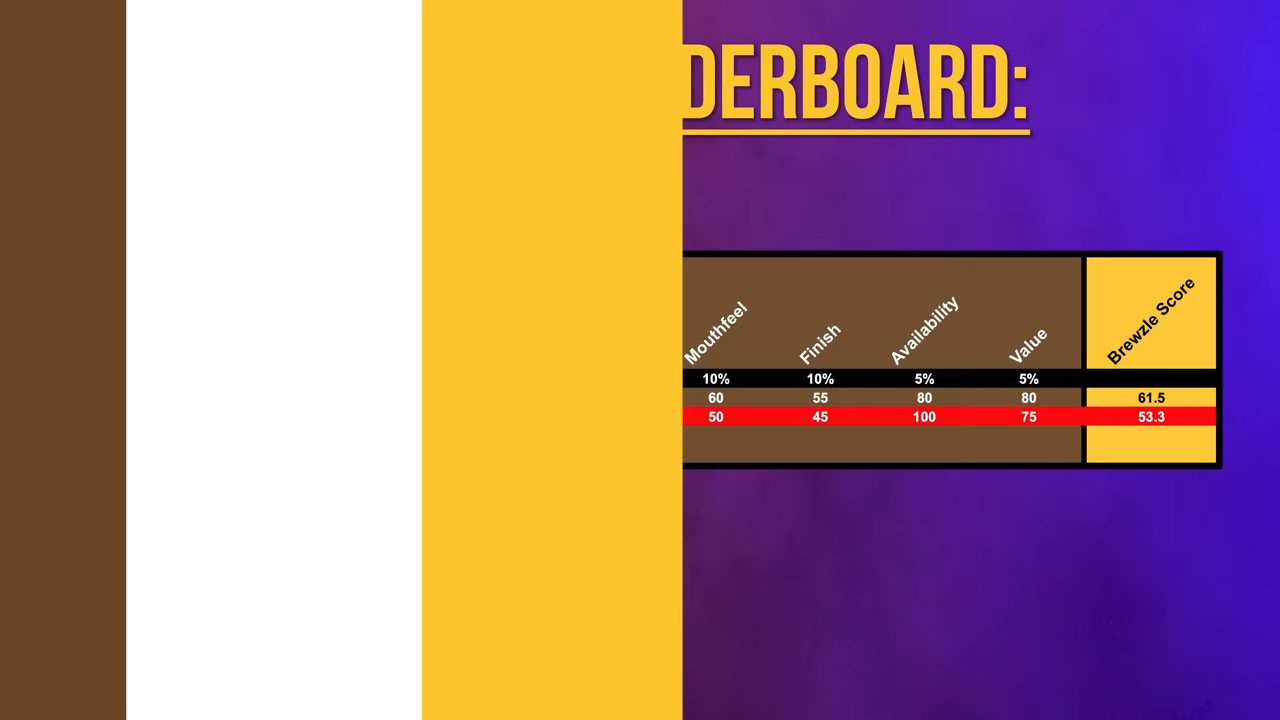 DERBOARD:
Mouthfeel Finish Availability Value Brewzle Score
10% 10% 5% 5%
60 55 80 80 61.5
50 45 100 75 53.3